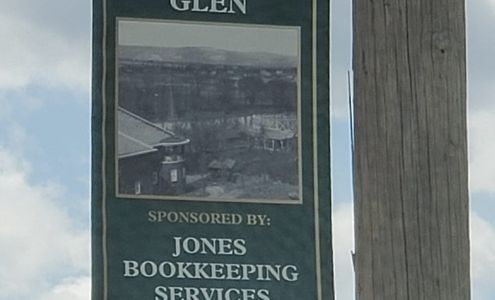 GLEN
SPONSORED BY:
JONES
BOOKKEEPING
SERVICES